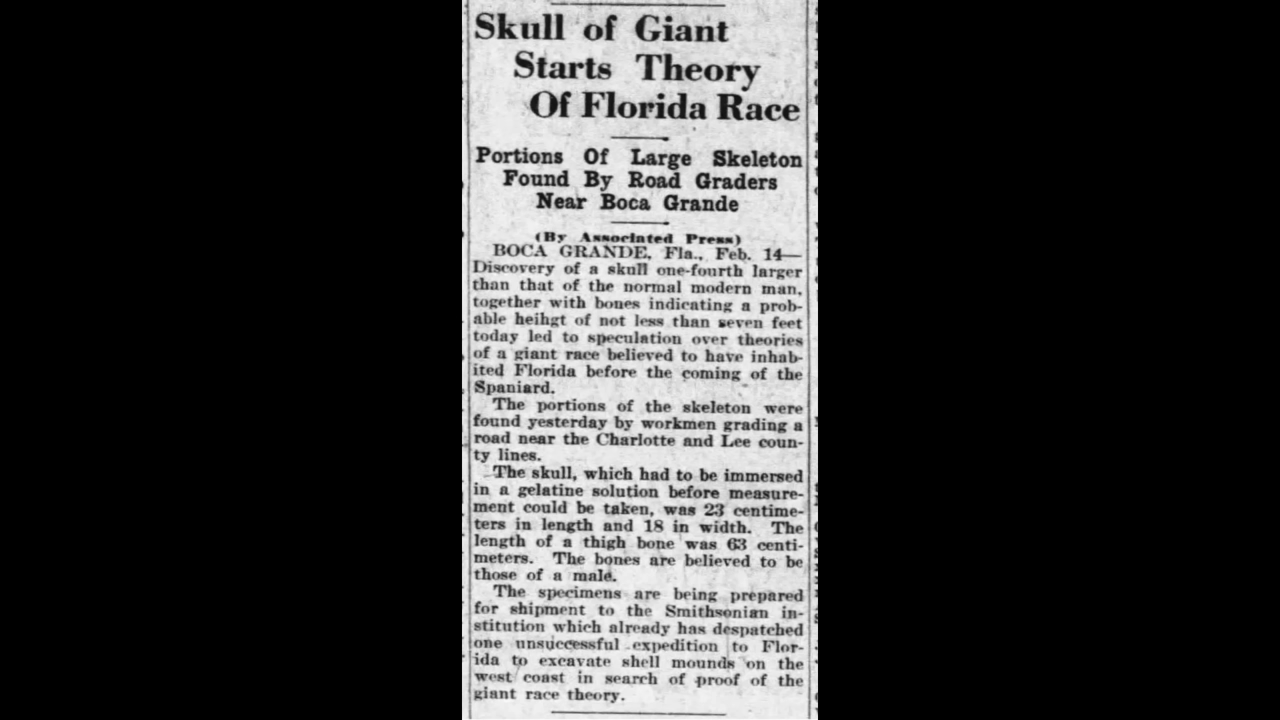 Skull of Giant
Starts Theory
Of Florida Race
Portions Of Large Skeleton
Found By Road Graders
Near Boca Grande
(By Associated Press)
BOCA GRANDE, Fla., Feb. 14—
Discovery of a skull one-fourth larger
than that of the normal modern man,
together with bones indicating a prob-
able heihgt of not less than seven feet
today led to speculation over theories
of a giant race believed to have inhab-
ited Florida before the coming of the
Spaniard.
The portions of the skeleton were
found yesterday by workmen grading a
road near the Charlotte and Lee coun-
ty lines.
The skull, which had to be immersed
in a gelatine solution before measure-
ment could be taken, was 23 centime-
ters in length and 18 in width. The
length of a thigh bone was 63 centi-
meters. The bones are believed to be
those of a male.
The specimens are being prepared
for shipment to the Smithsonian in-
stitution which already has despatched
one unsuccessful expedition to Flor-
ida to excavate shell mounds on the
west coast in search of proof of the
giant race theory.